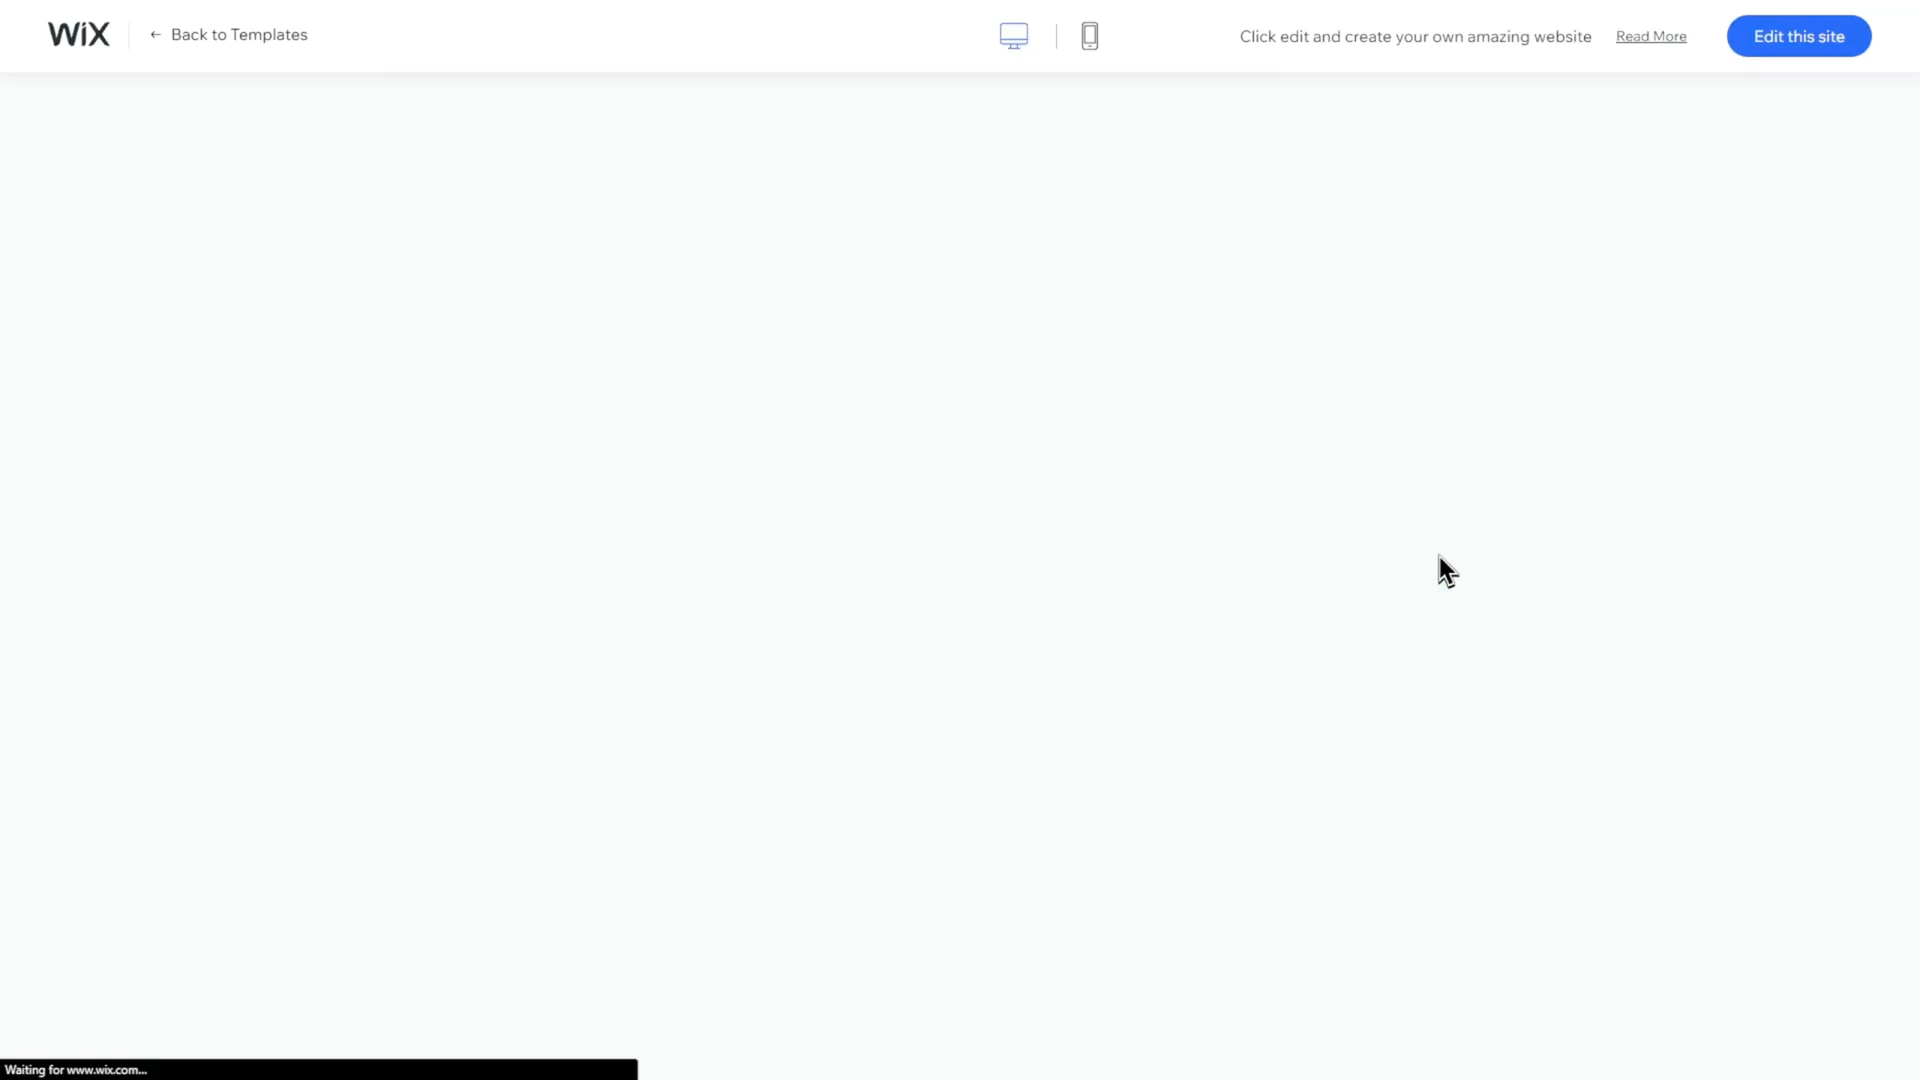 WiX
← Back to Templates
Click edit and create your own amazing website
Read More
Edit this site
Waiting for www.wix.com...